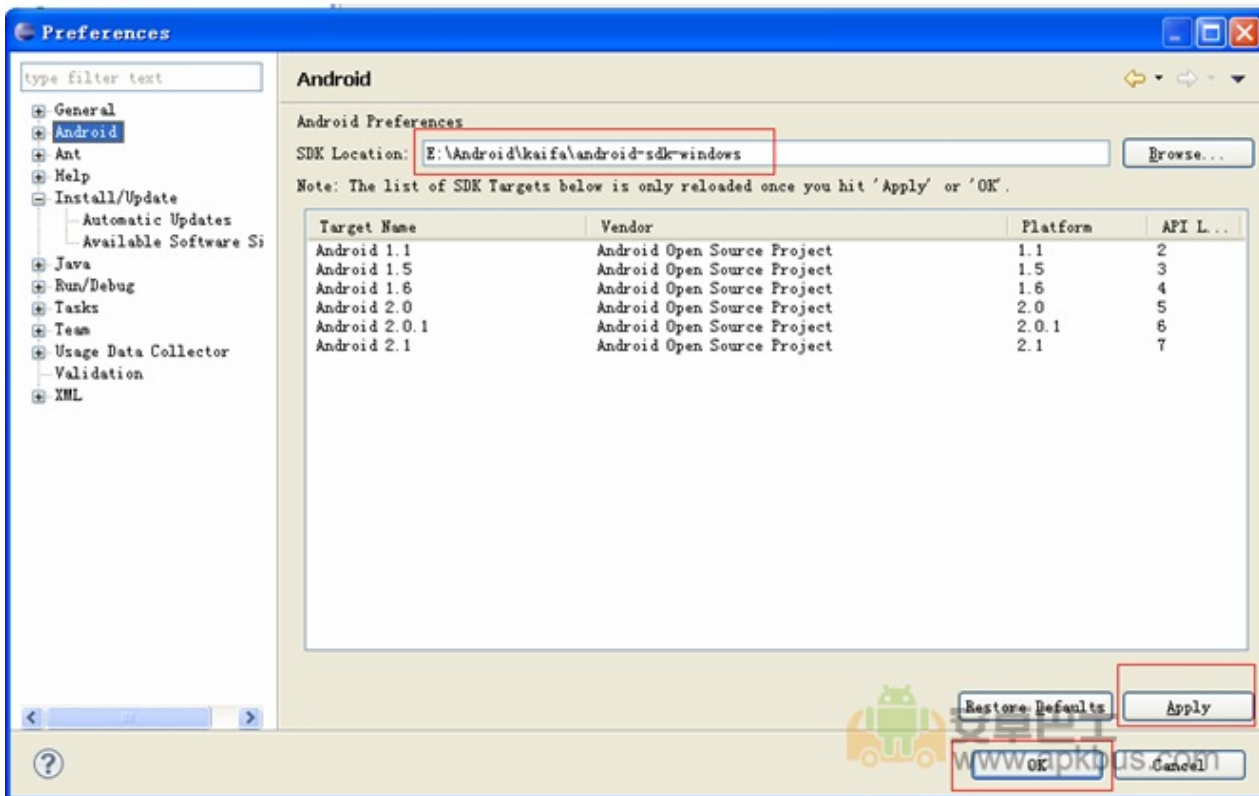 Preferences
type filter text
General
Android
Ant
Help
Install/Update
Automatic Updates
Available Software Si
Java
Run/Debug
Tasks
Team
Usage Data Collector
Validation
XML
Android
Android Preferences
SDK Location: E:\Android\kaifa\android-sdk-windows Browse...
Note: The list of SDK Targets below is only reloaded once you hit 'Apply' or 'OK'.
Target Name Vendor Platform API L...
Android 1.1 Android Open Source Project 1.1 2
Android 1.5 Android Open Source Project 1.5 3
Android 1.6 Android Open Source Project 1.6 4
Android 2.0 Android Open Source Project 2.0 5
Android 2.0.1 Android Open Source Project 2.0.1 6
Android 2.1 Android Open Source Project 2.1 7
Restore Defaults Apply
安卓巴士
www.apkbus.com
OK Cancel